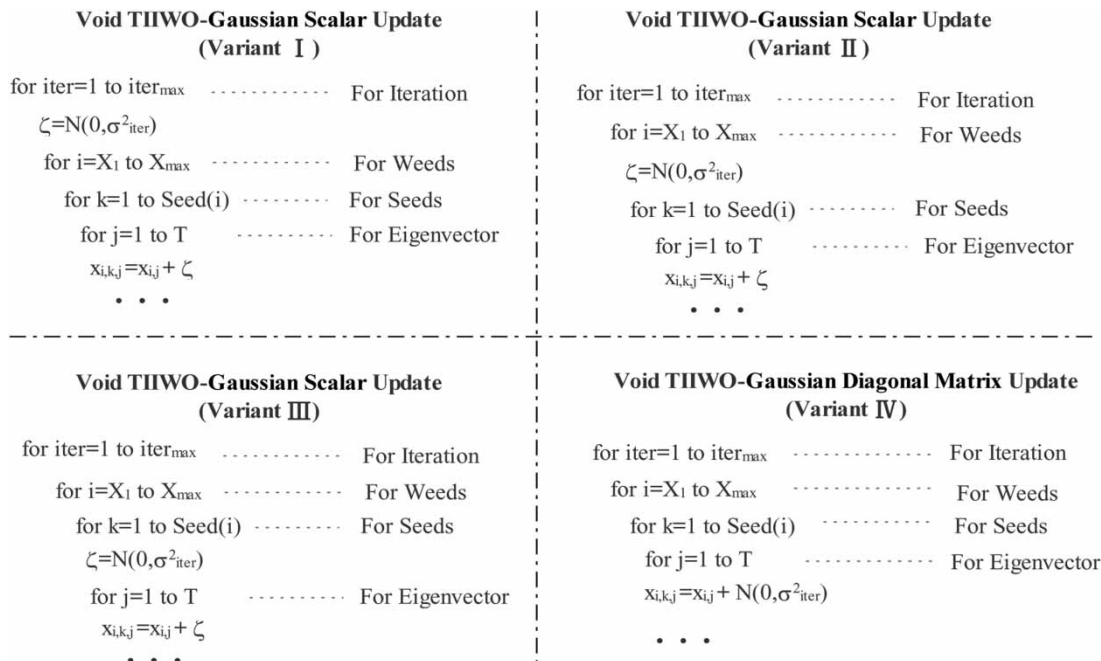 Void TIIWO-Gaussian Scalar Update
(Variant Ⅰ)
for iter=1 to iterₘₐₓ ············ For Iteration
ζ=N(0,σ²iter)
for i=X₁ to Xₘₐₓ ············ For Weeds
for k=1 to Seed(i) ········· For Seeds
for j=1 to T ············ For Eigenvector
xᵢ,ₖ,ⱼ=xᵢ,ⱼ+ ζ
• • •
Void TIIWO-Gaussian Scalar Update
(Variant Ⅱ)
for iter=1 to iterₘₐₓ ············ For Iteration
for i=X₁ to Xₘₐₓ ············ For Weeds
ζ=N(0,σ²iter)
for k=1 to Seed(i) ·········· For Seeds
for j=1 to T ············ For Eigenvector
xᵢ,ₖ,ⱼ=xᵢ,ⱼ+ ζ
• • •
Void TIIWO-Gaussian Scalar Update
(Variant Ⅲ)
for iter=1 to iterₘₐₓ ············ For Iteration
for i=X₁ to Xₘₐₓ ············ For Weeds
for k=1 to Seed(i) ·········· For Seeds
ζ=N(0,σ²iter)
for j=1 to T ············ For Eigenvector
xᵢ,ₖ,ⱼ=xᵢ,ⱼ+ ζ
• • •
Void TIIWO-Gaussian Diagonal Matrix Update
(Variant Ⅳ)
for iter=1 to iterₘₐₓ ············ For Iteration
for i=X₁ to Xₘₐₓ ············ For Weeds
for k=1 to Seed(i) ············ For Seeds
for j=1 to T ············ For Eigenvector
xᵢ,ₖ,ⱼ=xᵢ,ⱼ+ N(0,σ²iter)
• • •